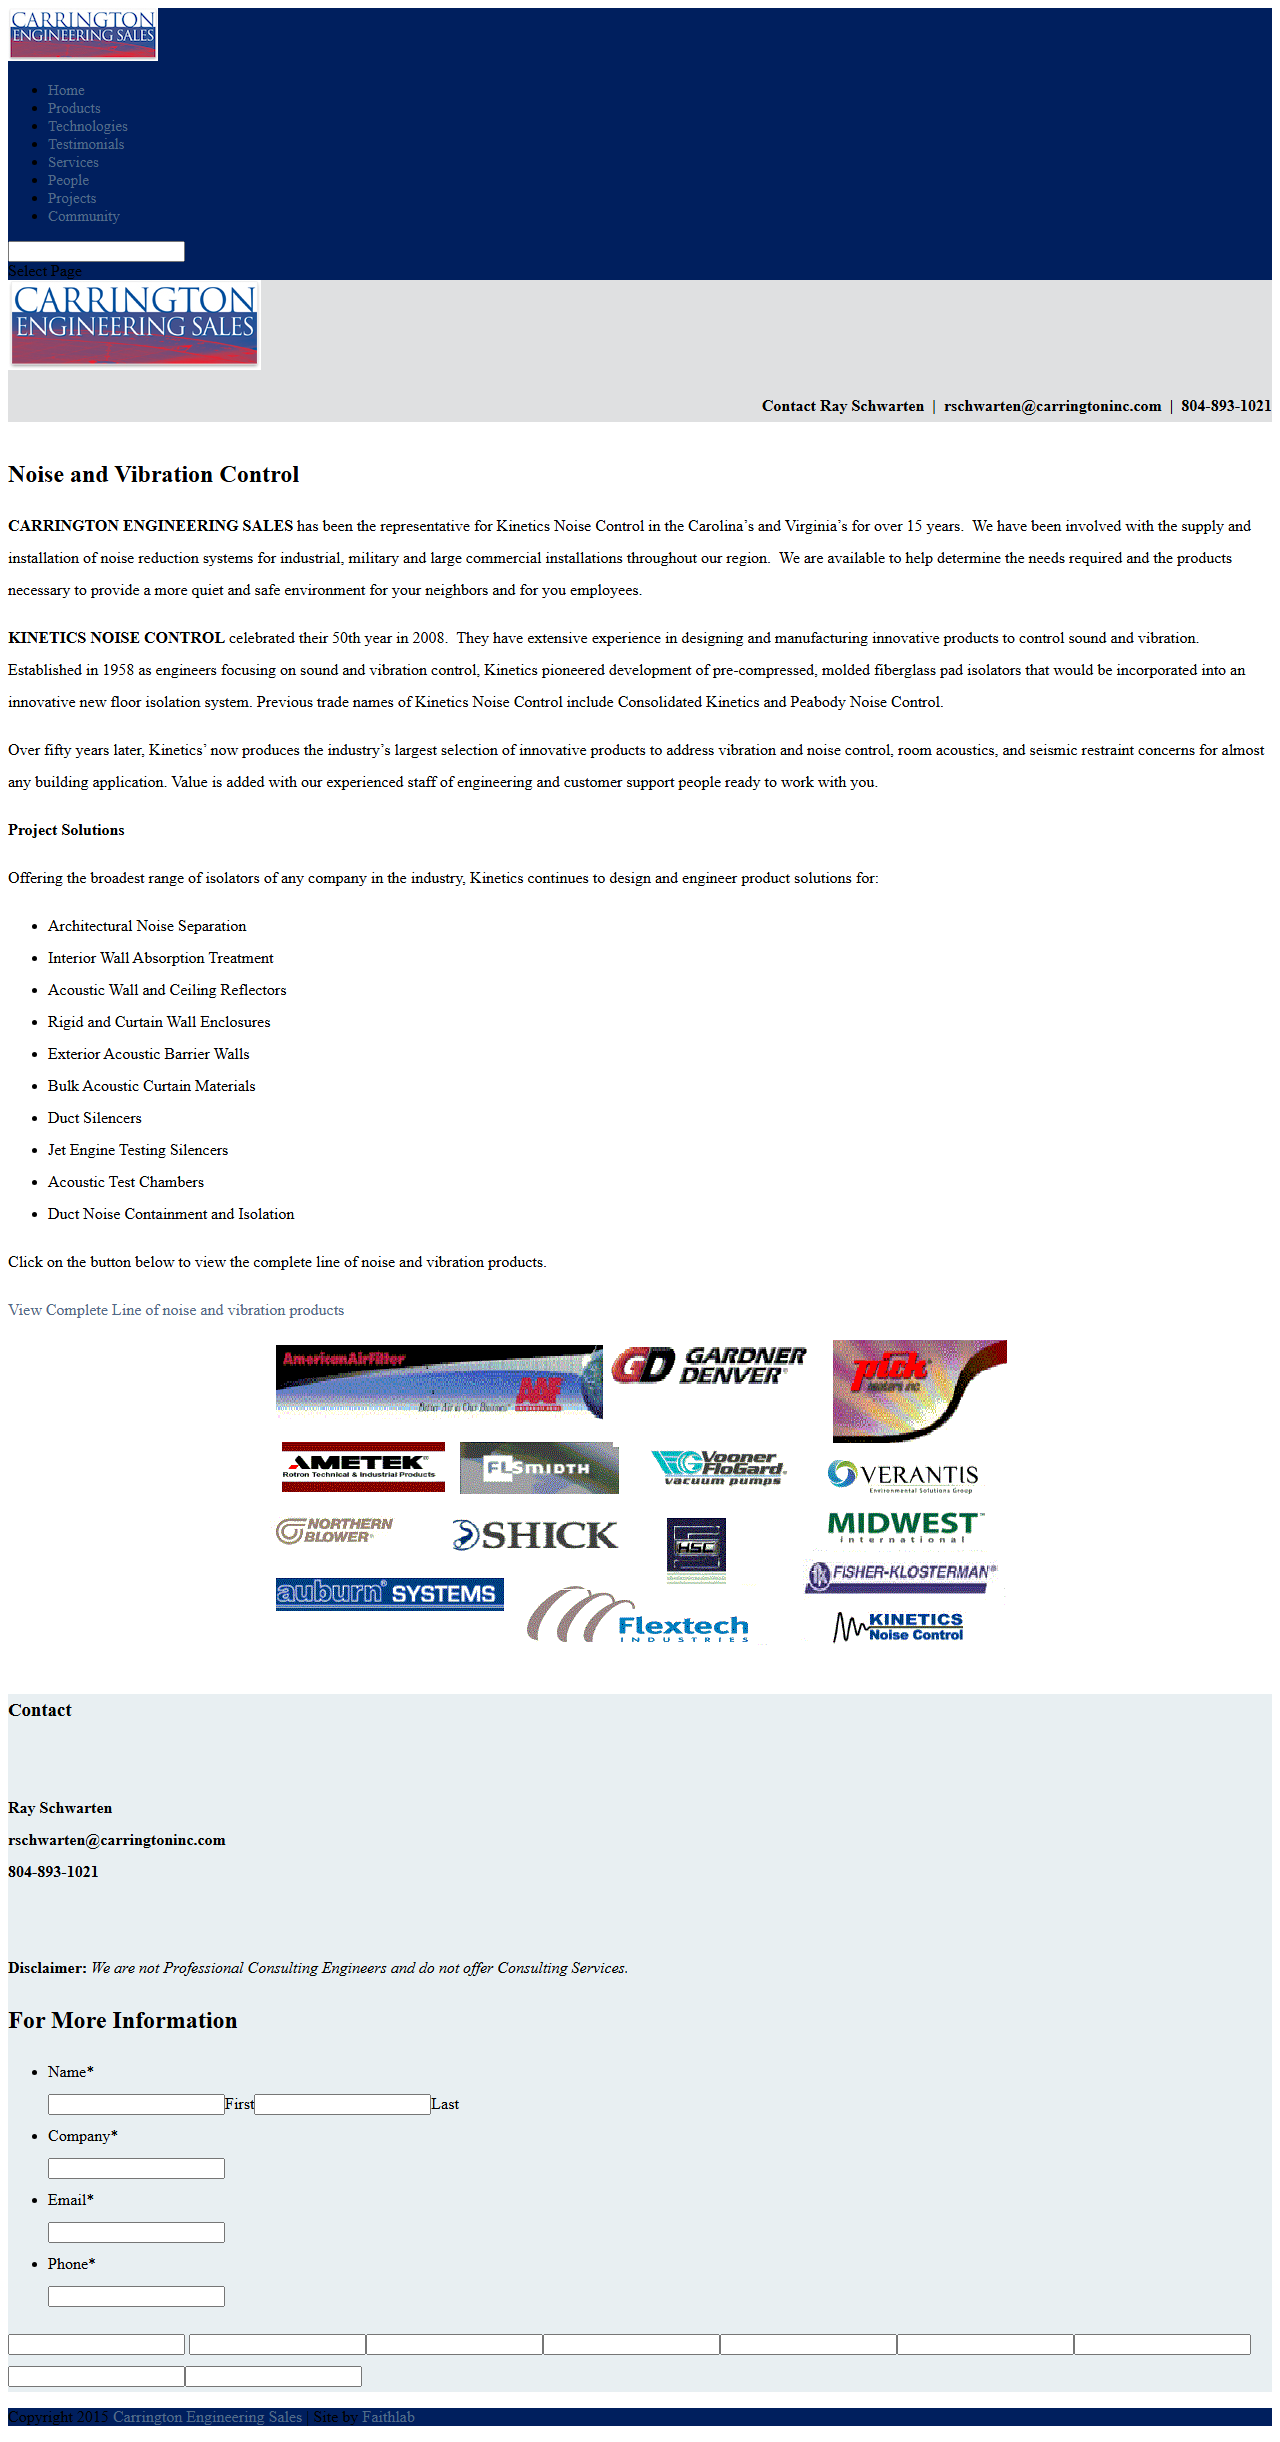 CARRINGTON
ENGINEERING SALES
Home
Products
Technologies
Testimonials
Services
People
Projects
Community
Select Page
CARRINGTON
ENGINEERING SALES
Contact Ray Schwarten | rschwarten@carringtoninc.com | 804-893-1021
Noise and Vibration Control
CARRINGTON ENGINEERING SALES has been the representative for Kinetics Noise Control in the Carolina’s and Virginia’s for over 15 years.  We have been involved with the supply and
installation of noise reduction systems for industrial, military and large commercial installations throughout our region.  We are available to help determine the needs required and the products
necessary to provide a more quiet and safe environment for your neighbors and for you employees.
KINETICS NOISE CONTROL celebrated their 50th year in 2008.  They have extensive experience in designing and manufacturing innovative products to control sound and vibration.
Established in 1958 as engineers focusing on sound and vibration control, Kinetics pioneered development of pre-compressed, molded fiberglass pad isolators that would be incorporated into an
innovative new floor isolation system. Previous trade names of Kinetics Noise Control include Consolidated Kinetics and Peabody Noise Control.
Over fifty years later, Kinetics’ now produces the industry’s largest selection of innovative products to address vibration and noise control, room acoustics, and seismic restraint concerns for almost
any building application. Value is added with our experienced staff of engineering and customer support people ready to work with you.
Project Solutions
Offering the broadest range of isolators of any company in the industry, Kinetics continues to design and engineer product solutions for:
Architectural Noise Separation
Interior Wall Absorption Treatment
Acoustic Wall and Ceiling Reflectors
Rigid and Curtain Wall Enclosures
Exterior Acoustic Barrier Walls
Bulk Acoustic Curtain Materials
Duct Silencers
Jet Engine Testing Silencers
Acoustic Test Chambers
Duct Noise Containment and Isolation
Click on the button below to view the complete line of noise and vibration products.
View Complete Line of noise and vibration products
AmericanAirFilter
Better Air is Our Business®
AAF
GD GARDNER DENVER®
pick
AMETEK®
Rotron Technical & Industrial Products
FLSMIDTH
Vooner
FloGard™
vacuum pumps
VERANTIS
Environmental Solutions Group
NORTHERN
BLOWER®
SHICK
HSC
MIDWEST™
international
FISHER-KLOSTERMAN®
auburn® SYSTEMS
Flextech
INDUSTRIES
KINETICS
Noise Control
Contact
Ray Schwarten
rschwarten@carringtoninc.com
804-893-1021
Disclaimer: We are not Professional Consulting Engineers and do not offer Consulting Services.
For More Information
Name*
First Last
Company*
Email*
Phone*
Copyright 2015 Carrington Engineering Sales | Site by Faithlab